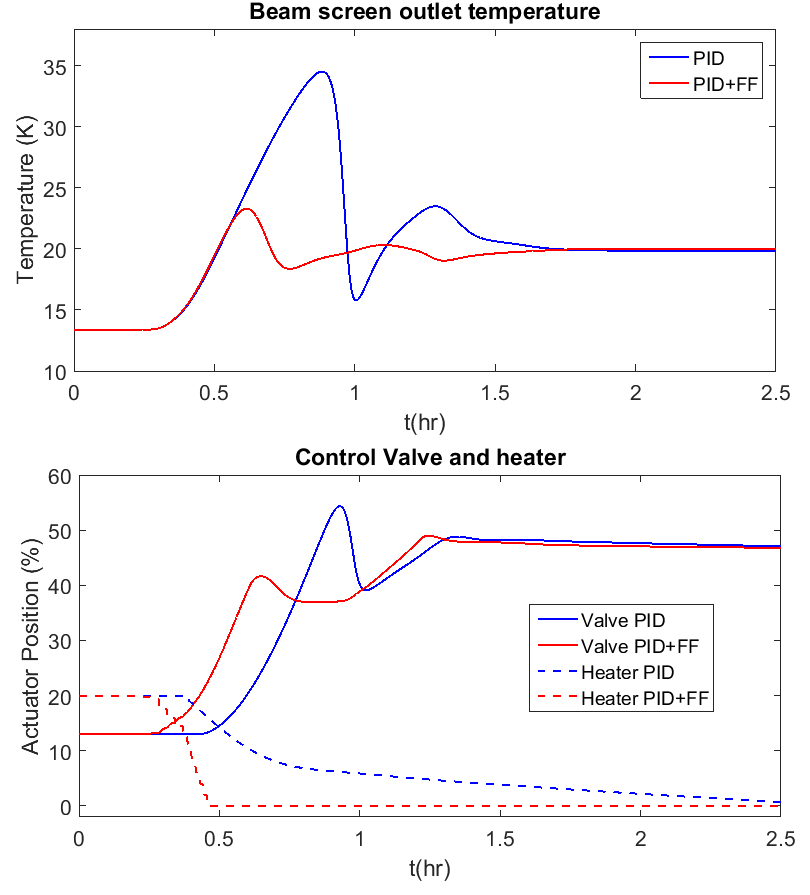 Beam screen outlet temperature
35
30
25
20
15
10
Temperature (K)
PID
PID+FF
0
0.5
1
1.5
2
2.5
t(hr)
Control Valve and heater
60
50
40
30
20
10
0
Actuator Position (%)
Valve PID
Valve PID+FF
Heater PID
Heater PID+FF
0
0.5
1
1.5
2
2.5
t(hr)